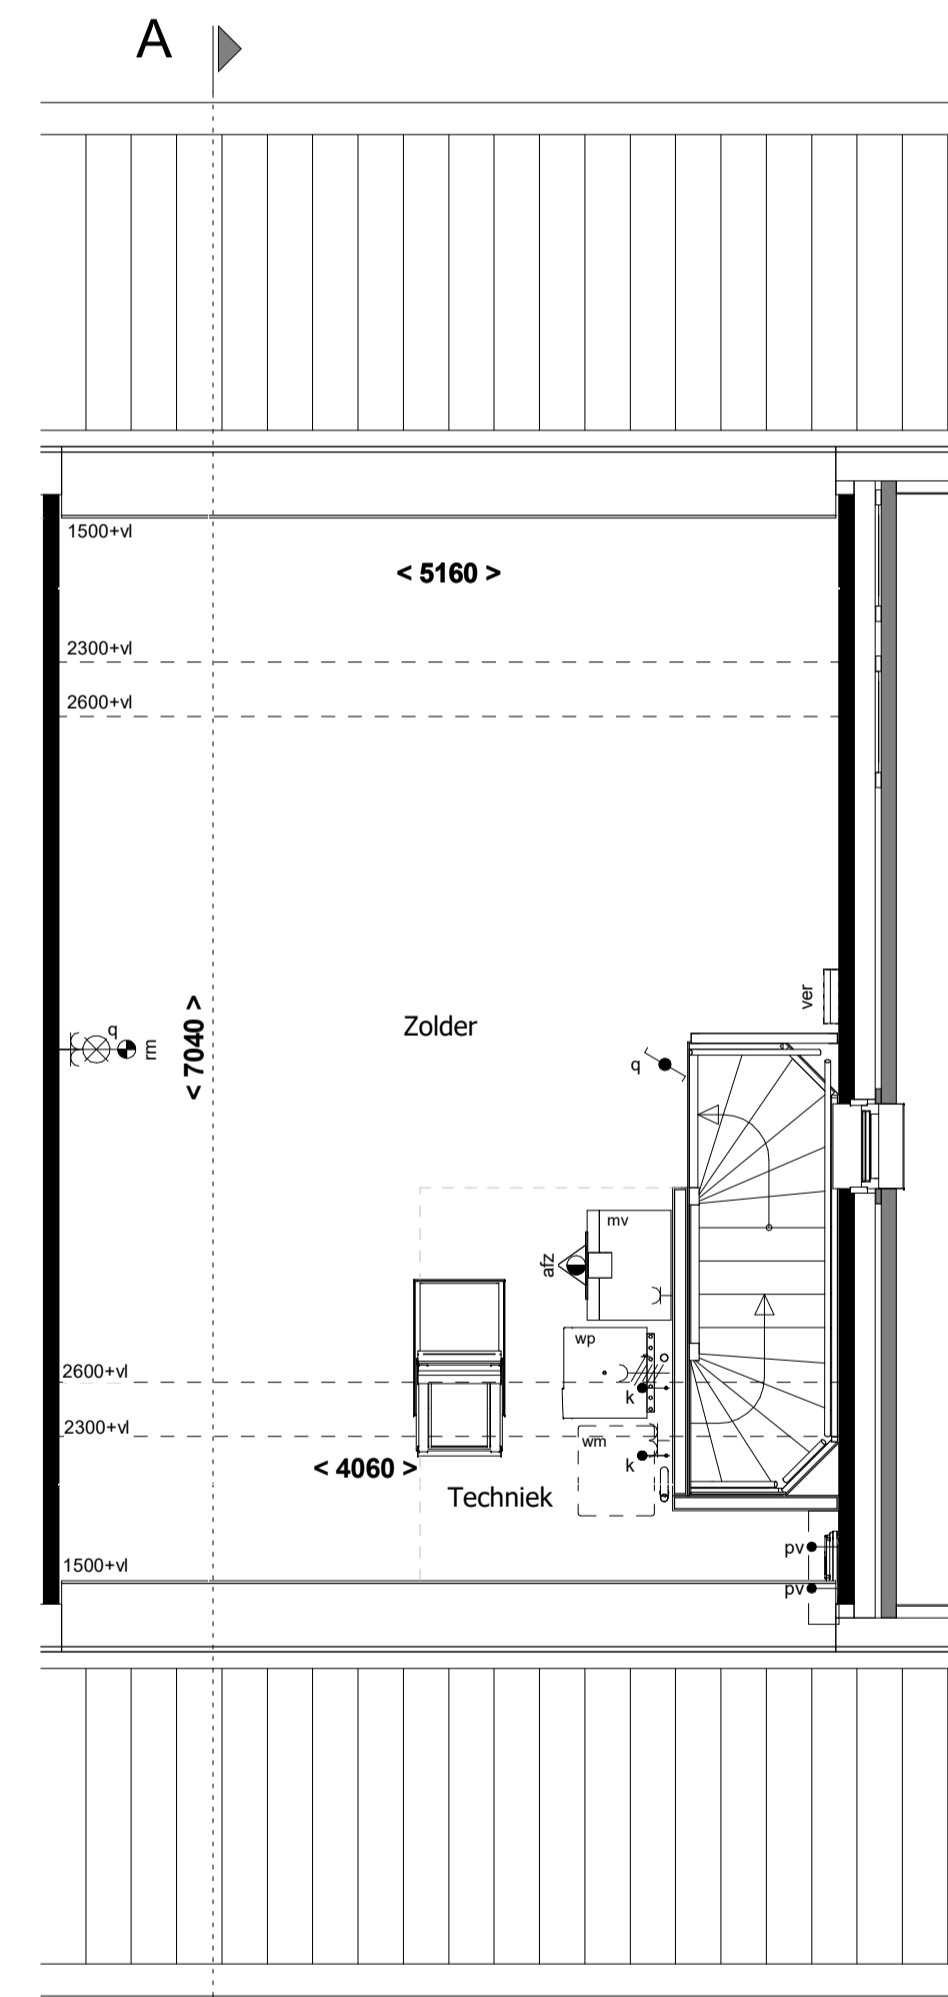 A
1500+vl
< 5160 >
2300+vl
2600+vl
ver
< 7040 >
Zolder
q
rm
q
mv
afz
wp
2600+vl
k
2300+vl
wm
k
< 4060 >
Techniek
pv
1500+vl
pv